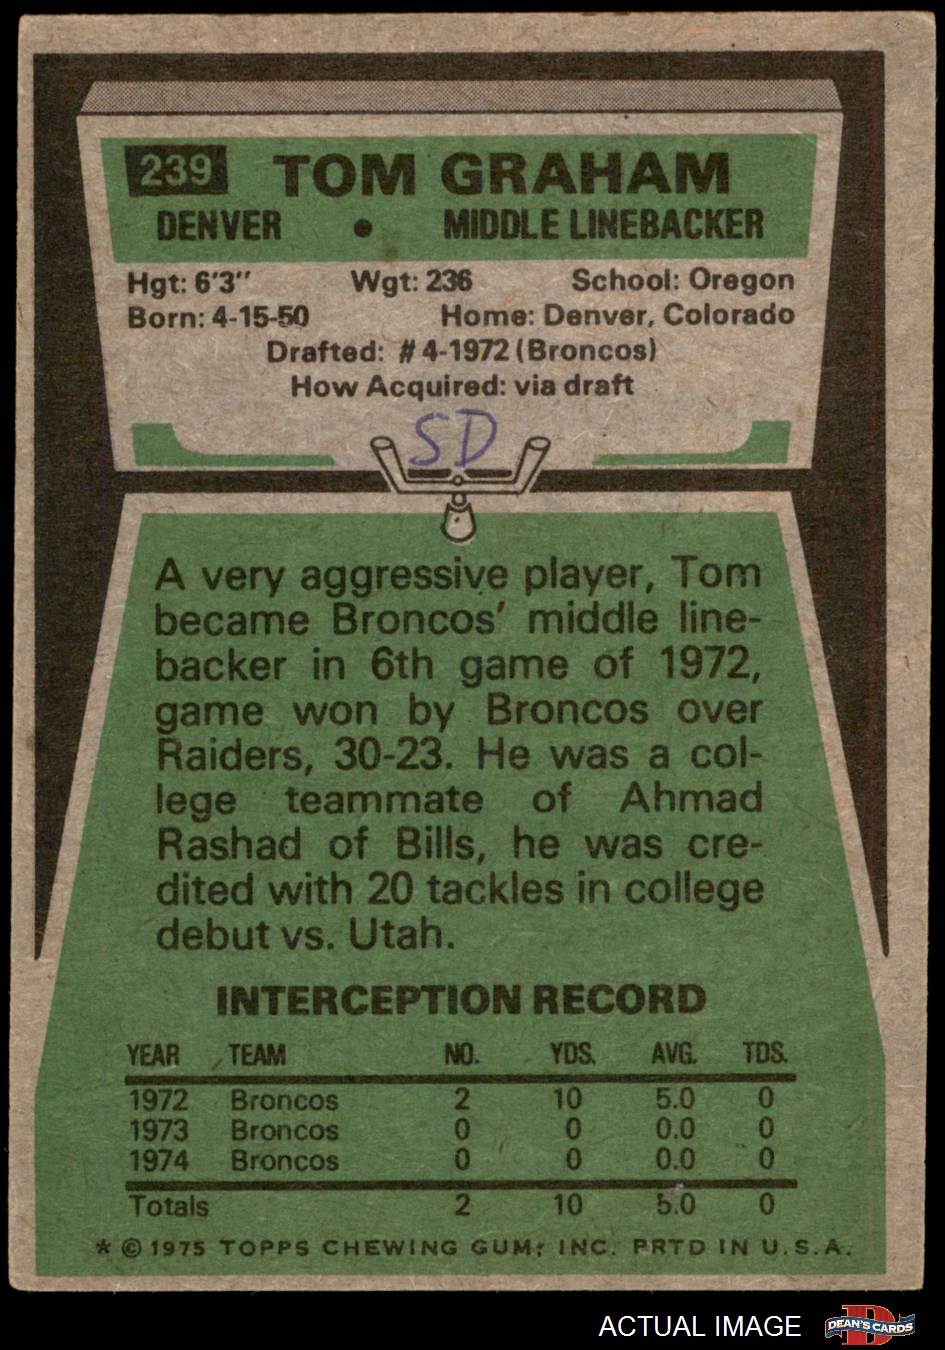 239 TOM GRAHAM
DENVER • MIDDLE LINEBACKER
Hgt: 6'3" Wgt: 236 School: Oregon
Born: 4-15-50 Home: Denver, Colorado
Drafted: #4-1972 (Broncos)
How Acquired: via draft
SD
A very aggressive player, Tom
became Broncos' middle line-
backer in 6th game of 1972,
game won by Broncos over
Raiders, 30-23. He was a col-
lege teammate of Ahmad
Rashad of Bills, he was cre-
dited with 20 tackles in college
debut vs. Utah.
INTERCEPTION RECORD
YEAR TEAM NO. YDS. AVG. TDS.
1972 Broncos 2 10 5.0 0
1973 Broncos 0 0 0.0 0
1974 Broncos 0 0 0.0 0
Totals 2 10 5.0 0
* © 1975 TOPPS CHEWING GUM, INC. PRTD IN U.S.A.
ACTUAL IMAGE DEAN'S CARDS